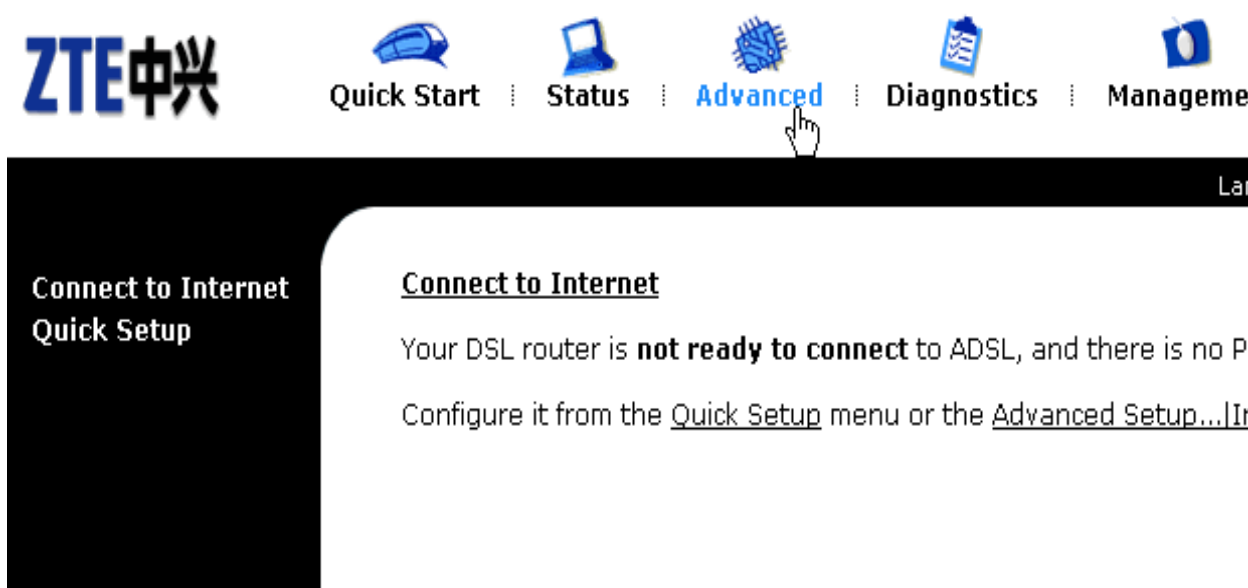 ZTE中兴
Quick Start Status Advanced Diagnostics Manageme
Lan
Connect to Internet
Quick Setup
Connect to Internet
Your DSL router is not ready to connect to ADSL, and there is no P
Configure it from the Quick Setup menu or the Advanced Setup...|In